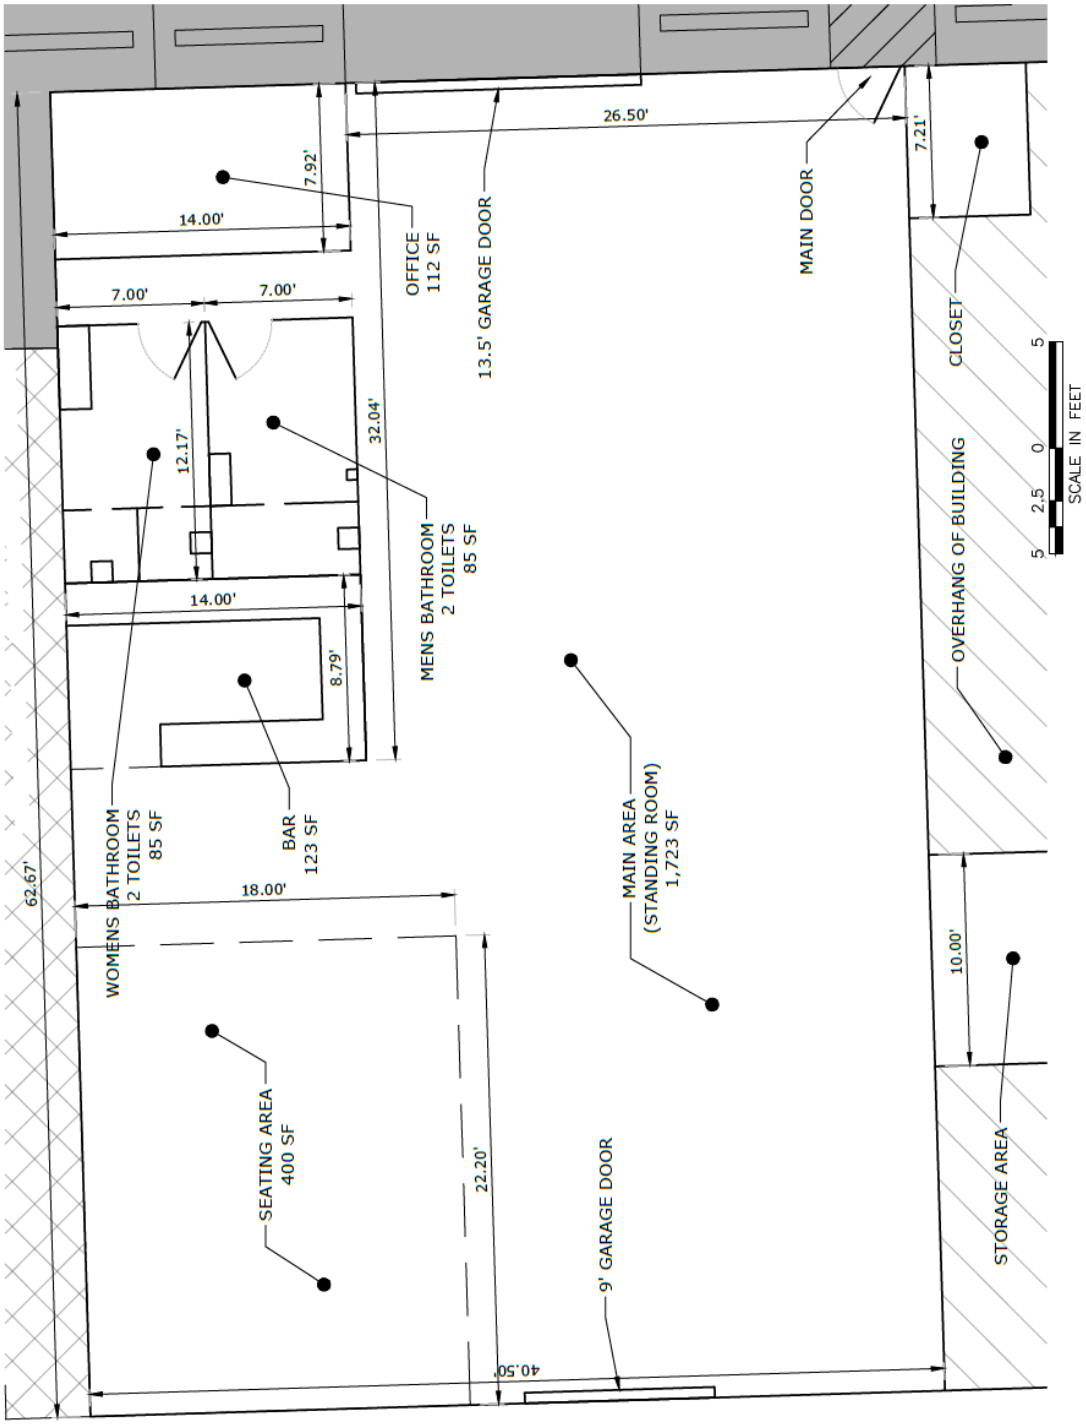 7.92'
14.00'
26.50'
7.21'
OFFICE
112 SF
13.5' GARAGE DOOR
MAIN DOOR
CLOSET
7.00'
7.00'
12.17'
32.04'
14.00'
8.79'
MENS BATHROOM
2 TOILETS
85 SF
OVERHANG OF BUILDING
5
0
2.5
5
SCALE IN FEET
62.67'
WOMENS BATHROOM
2 TOILETS
85 SF
BAR
123 SF
18.00'
MAIN AREA
(STANDING ROOM)
1,723 SF
10.00'
SEATING AREA
400 SF
22.20'
9' GARAGE DOOR
STORAGE AREA
40.50'